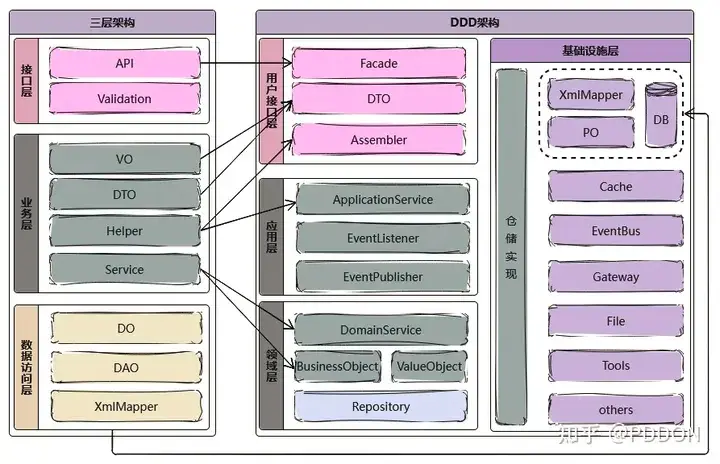 三层架构
接口层
API
Validation
业务层
VO
DTO
Helper
Service
数据访问层
DO
DAO
XmlMapper
DDD架构
用户接口层
Facade
DTO
Assembler
应用层
ApplicationService
EventListener
EventPublisher
领域层
DomainService
BusinessObject
ValueObject
Repository
基础设施层
仓储实现
XmlMapper
PO
DB
Cache
EventBus
Gateway
File
Tools
others
知乎 @PDDON